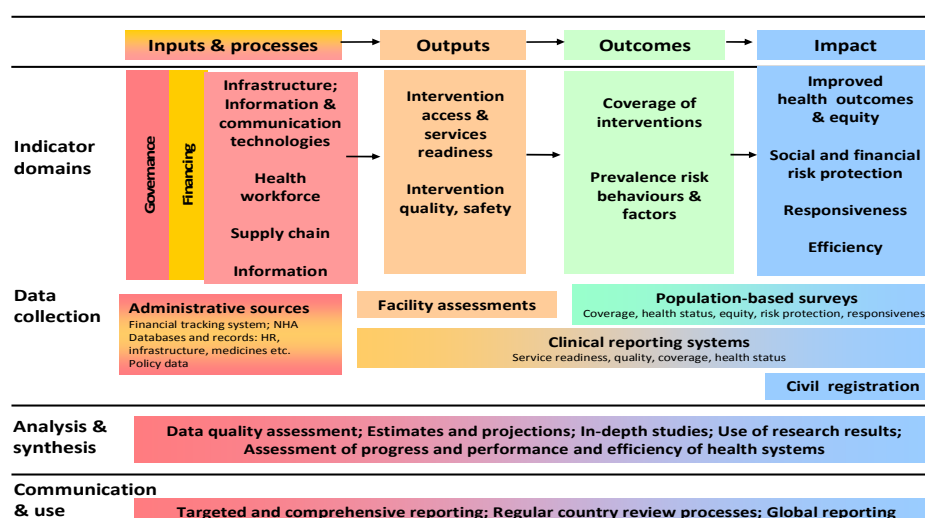 Inputs & processes
Outputs
Outcomes
Impact
Indicator
domains
Governance
Financing
Infrastructure;
Information &
communication
technologies
Health
workforce
Supply chain
Information
Intervention
access &
services
readiness
Intervention
quality, safety
Coverage of
interventions
Prevalence risk
behaviours &
factors
Improved
health outcomes
& equity
Social and financial
risk protection
Responsiveness
Efficiency
Data
collection
Administrative sources
Financial tracking system; NHA
Databases and records: HR,
infrastructure, medicines etc.
Policy data
Facility assessments
Population-based surveys
Coverage, health status, equity, risk protection, responsiveness
Clinical reporting systems
Service readiness, quality, coverage, health status
Civil registration
Analysis &
synthesis
Data quality assessment; Estimates and projections; In-depth studies; Use of research results;
Assessment of progress and performance and efficiency of health systems
Communication
& use
Targeted and comprehensive reporting; Regular country review processes; Global reporting